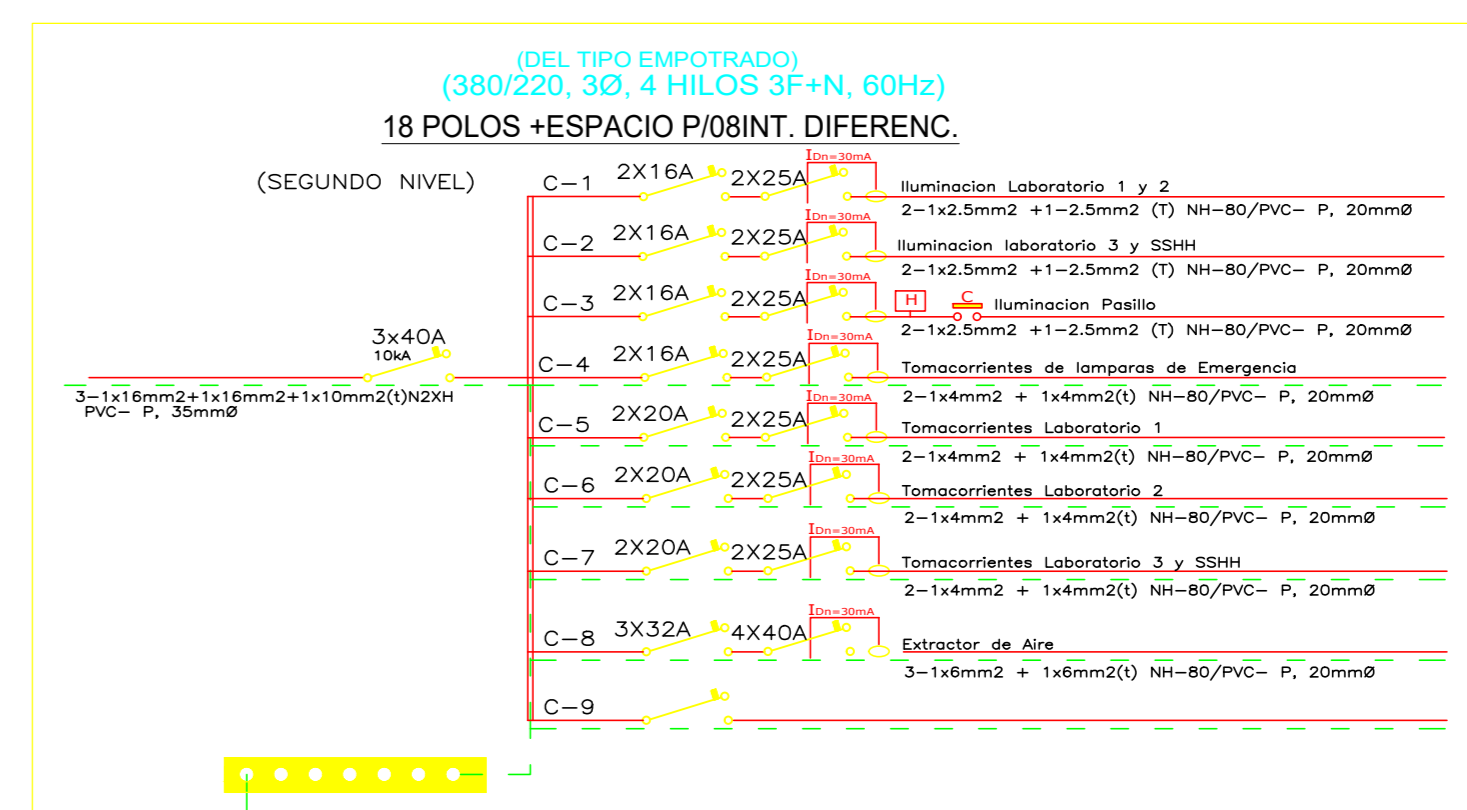 (DEL TIPO EMPOTRADO)
(380/220, 3Ø, 4 HILOS 3F+N, 60Hz)
18 POLOS +ESPACIO P/08INT. DIFERENC.
(SEGUNDO NIVEL)
C-1 2X16A 2X25A IDn=30mA Iluminacion Laboratorio 1 y 2
2-1x2.5mm2 +1-2.5mm2 (T) NH-80/PVC- P, 20mmØ
C-2 2X16A 2X25A IDn=30mA Iluminacion laboratorio 3 y SSHH
2-1x2.5mm2 +1-2.5mm2 (T) NH-80/PVC- P, 20mmØ
C-3 2X16A 2X25A IDn=30mA H C Iluminacion Pasillo
2-1x2.5mm2 +1-2.5mm2 (T) NH-80/PVC- P, 20mmØ
3x40A
10kA
3-1x16mm2+1x16mm2+1x10mm2(t)N2XH
PVC- P, 35mmØ
C-4 2X16A 2X25A IDn=30mA Tomacorrientes de lamparas de Emergencia
2-1x4mm2 + 1x4mm2(t) NH-80/PVC- P, 20mmØ
C-5 2X20A 2X25A IDn=30mA Tomacorrientes Laboratorio 1
2-1x4mm2 + 1x4mm2(t) NH-80/PVC- P, 20mmØ
C-6 2X20A 2X25A IDn=30mA Tomacorrientes Laboratorio 2
2-1x4mm2 + 1x4mm2(t) NH-80/PVC- P, 20mmØ
C-7 2X20A 2X25A IDn=30mA Tomacorrientes Laboratorio 3 y SSHH
2-1x4mm2 + 1x4mm2(t) NH-80/PVC- P, 20mmØ
C-8 3X32A 4X40A IDn=30mA Extractor de Aire
3-1x6mm2 + 1x6mm2(t) NH-80/PVC- P, 20mmØ
C-9